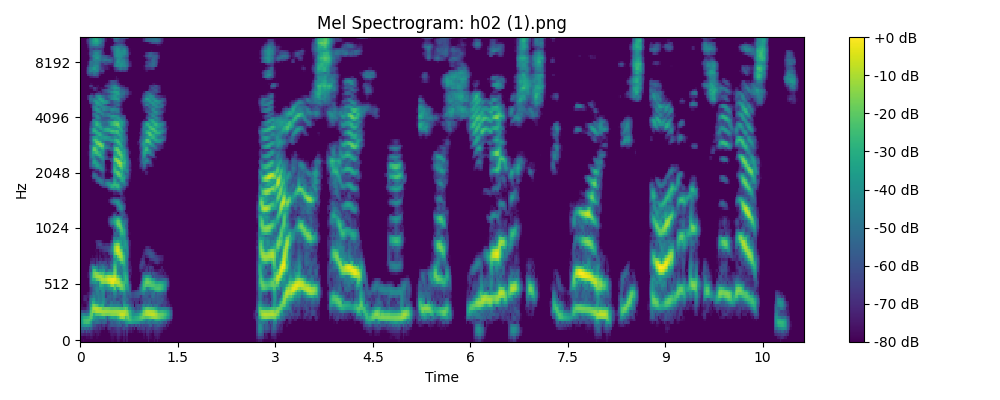 Mel Spectrogram: h02 (1).png
+0 dB
8192
-10 dB
4096
-20 dB
-30 dB
2048
Hz
-40 dB
1024
-50 dB
-60 dB
512
-70 dB
0
-80 dB
0 1.5 3 4.5 6 7.5 9 10
Time